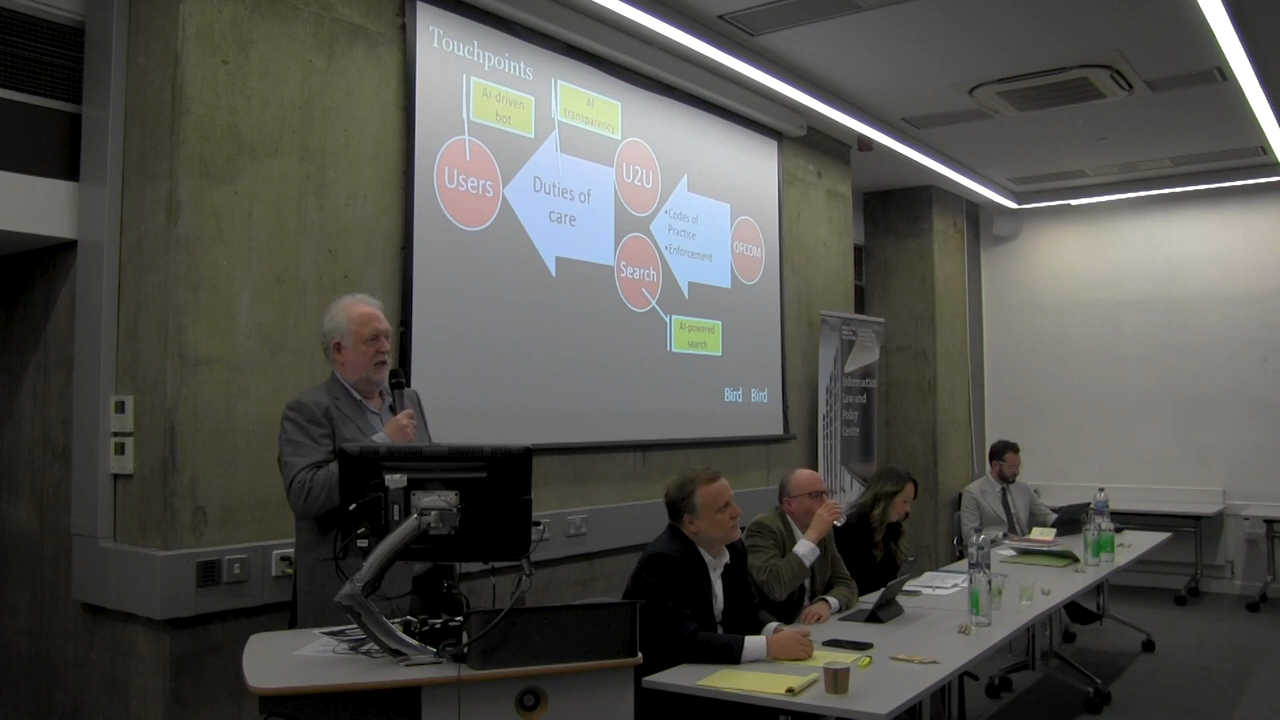 Touchpoints
AI-driven
bot
AI
transparency
Users
Duties of
care
U2U
•Codes of
Practice
•Enforcement
OFCOM
Search
AI-powered
search
Bird Bird
Information
Law and
Policy
Centre